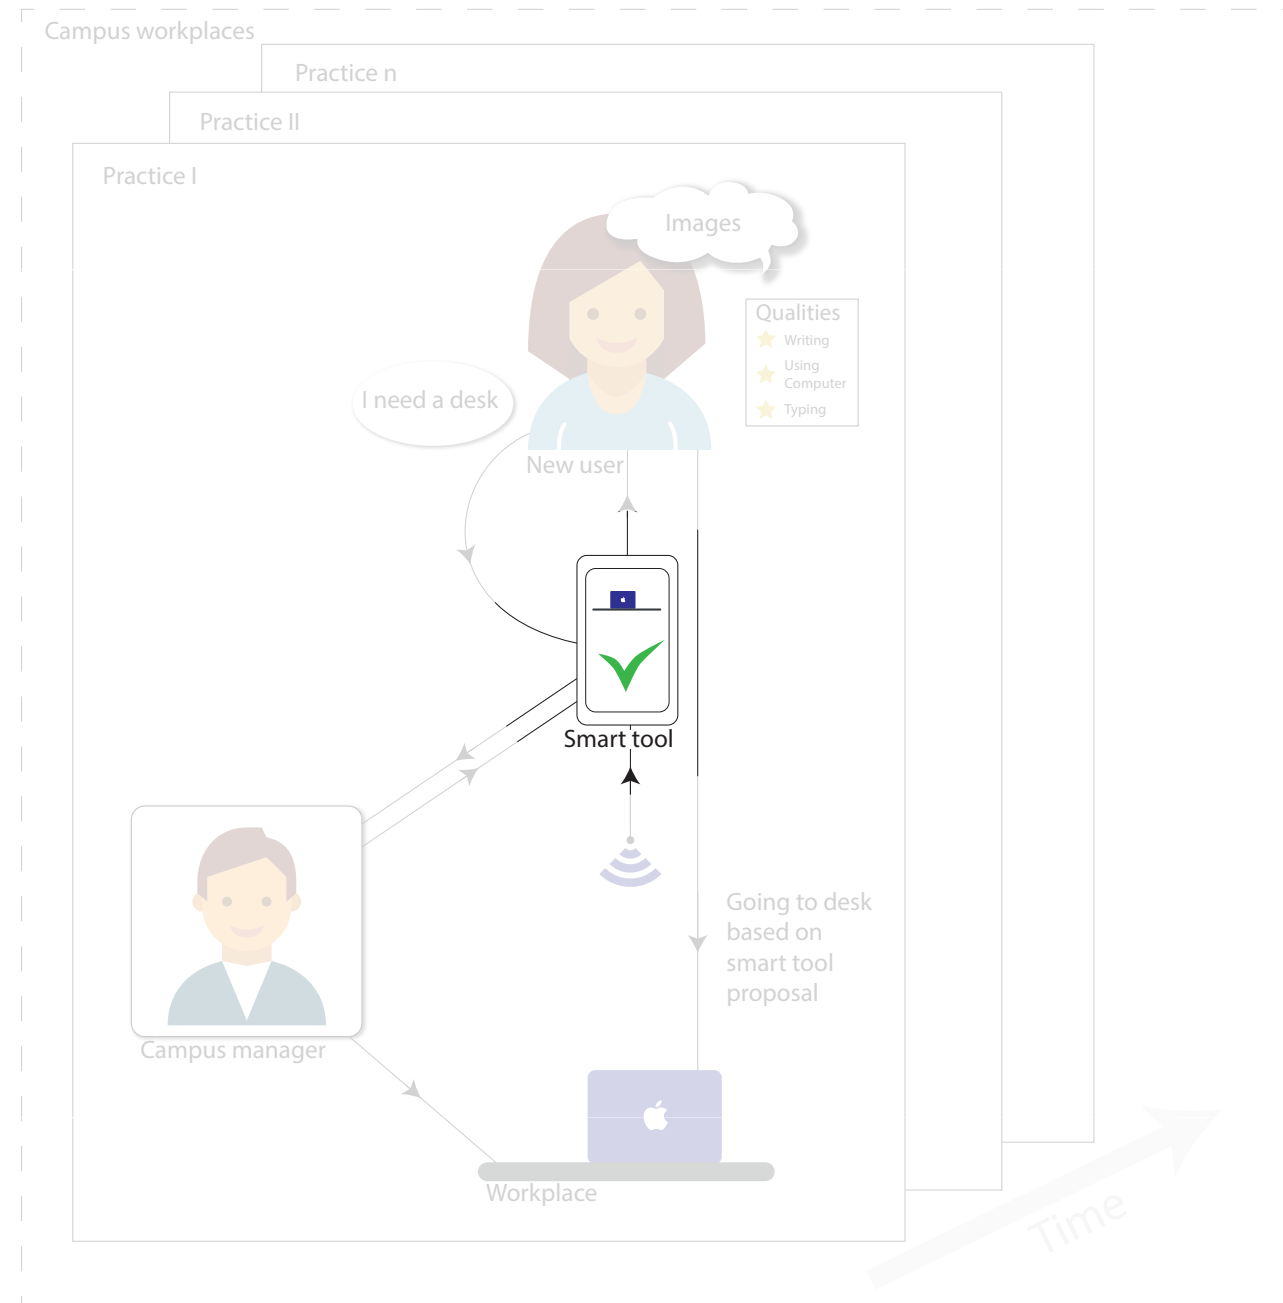 Campus workplaces
Practice n
Practice II
Practice I
Images
Qualities
Writing
Using
Computer
Typing
I need a desk
New user
Smart tool
Going to desk
based on
smart tool
proposal
Campus manager
Workplace
Time